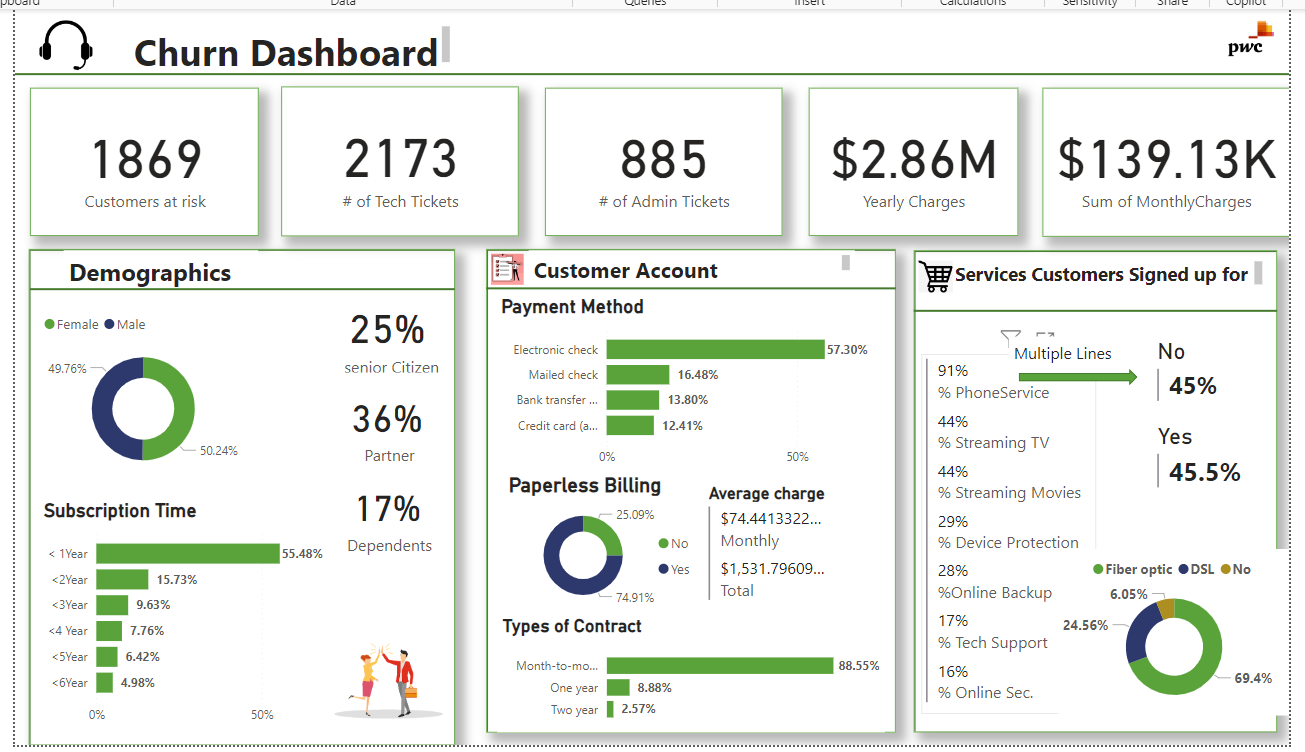 pboard Data Queries Insert Calculations Sensitivity Share Copilot
Churn Dashboard
pwc
1869
Customers at risk
2173
# of Tech Tickets
885
# of Admin Tickets
$2.86M
Yearly Charges
$139.13K
Sum of MonthlyCharges
Demographics
Female Male
49.76%
50.24%
25%
senior Citizen
36%
Partner
17%
Dependents
Subscription Time
< 1Year 55.48%
<2Year 15.73%
<3Year 9.63%
<4 Year 7.76%
<5Year 6.42%
<6Year 4.98%
0% 50%
Customer Account
Payment Method
Electronic check 57.30%
Mailed check 16.48%
Bank transfer ... 13.80%
Credit card (a... 12.41%
0% 50%
Paperless Billing
25.09%
74.91%
No
Yes
Average charge
$74.4413322...
Monthly
$1,531.79609...
Total
Types of Contract
Month-to-mo... 88.55%
One year 8.88%
Two year 2.57%
Services Customers Signed up for
Multiple Lines
No
45%
Yes
45.5%
91%
% PhoneService
44%
% Streaming TV
44%
% Streaming Movies
29%
% Device Protection
28%
%Online Backup
17%
% Tech Support
16%
% Online Sec.
Fiber optic DSL No
6.05%
24.56%
69.4%